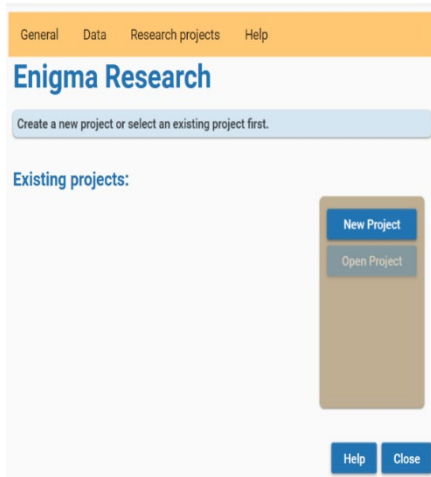 General Data Research projects Help
Enigma Research
Create a new project or select an existing project first.
Existing projects:
New Project
Open Project
Help Close